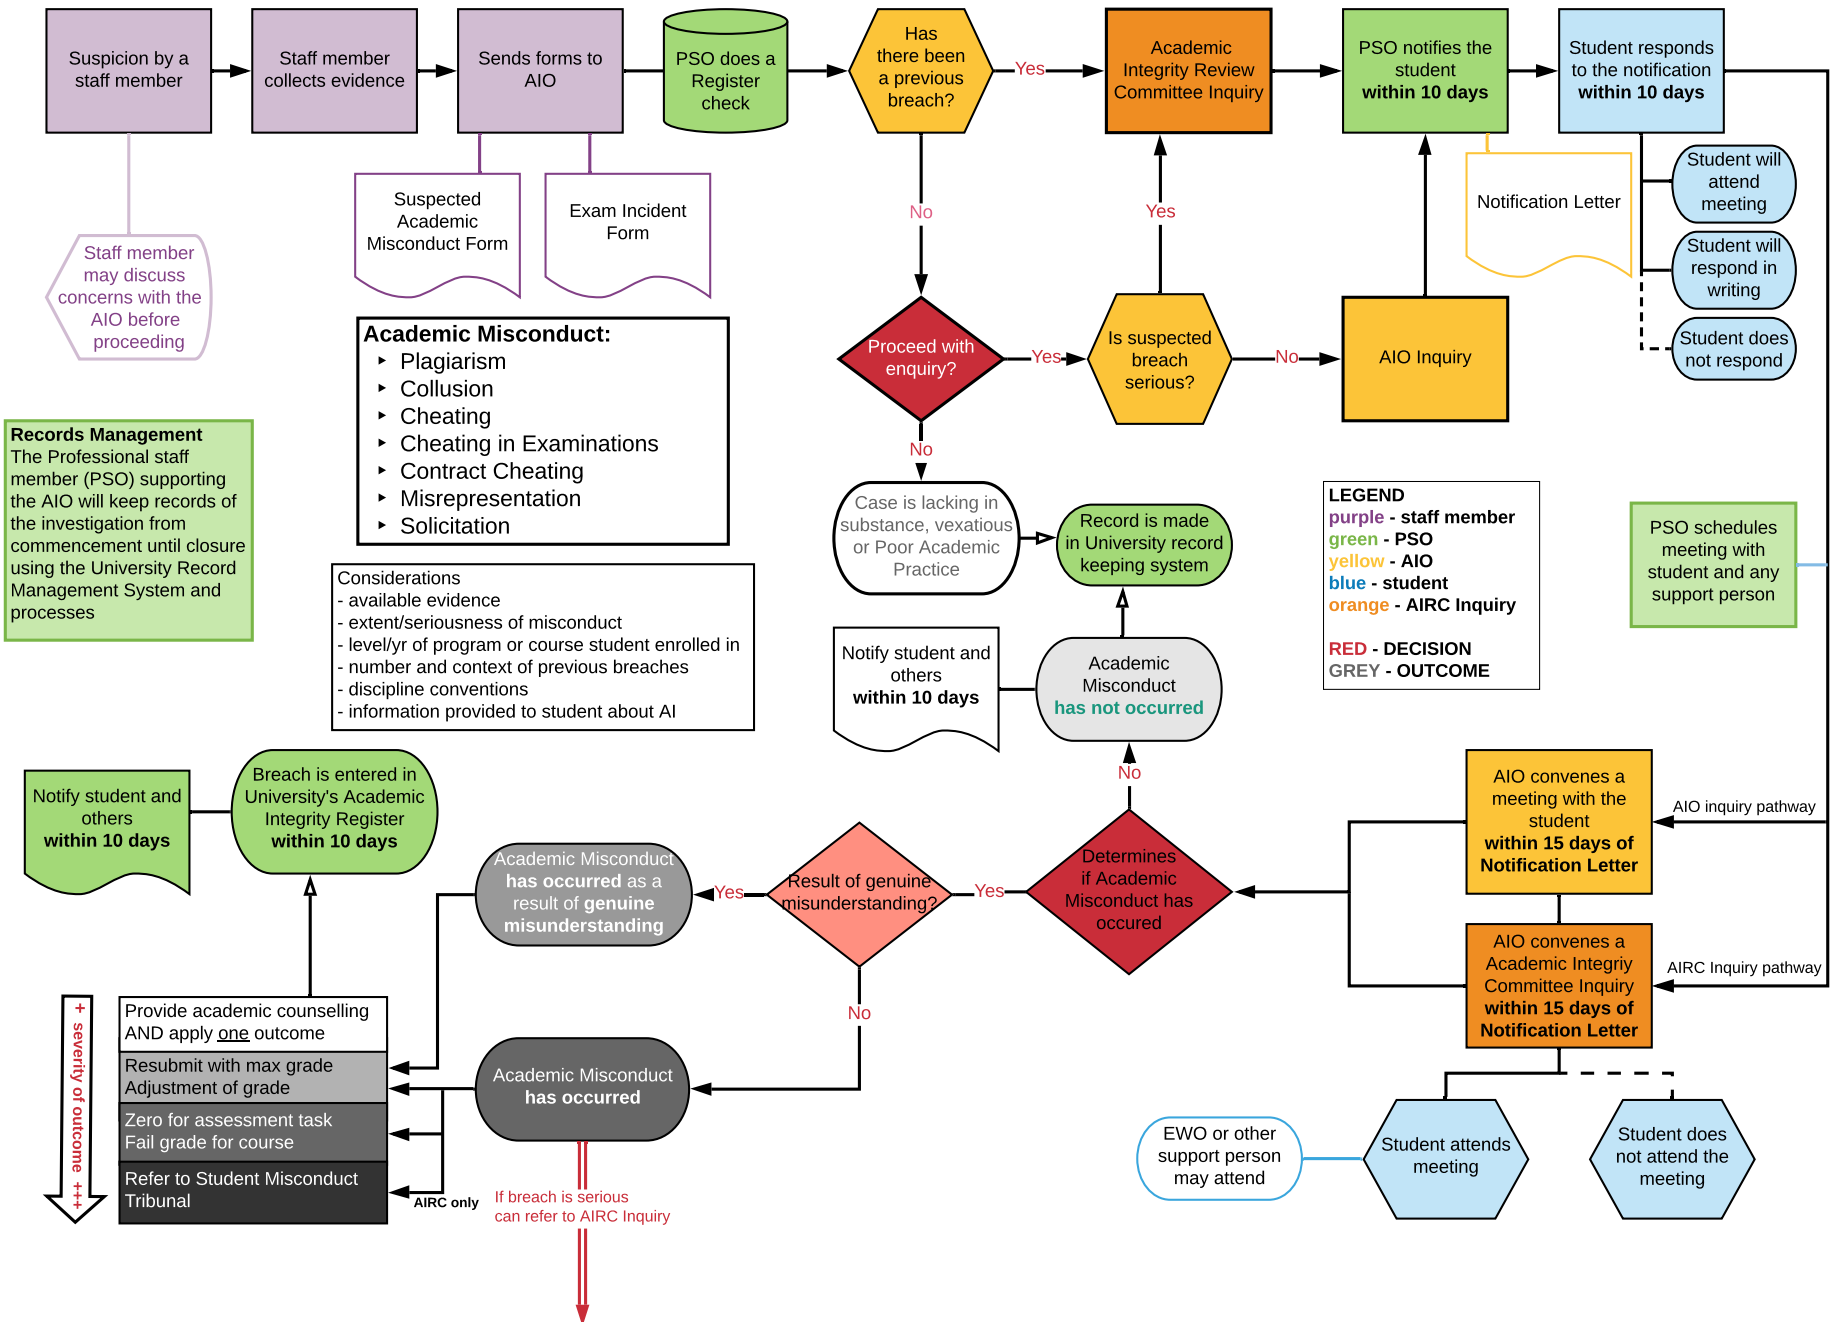 Suspicion by a
staff member
Staff member
collects evidence
Sends forms to
AIO
PSO does a
Register
check
Has
there been
a previous
breach?
Yes
Academic
Integrity Review
Committee Inquiry
PSO notifies the
student
within 10 days
Student responds
to the notification
within 10 days
Staff member
may discuss
concerns with the
AIO before
proceeding
Suspected
Academic
Misconduct Form
Exam Incident
Form
No
Yes
Notification Letter
Student will
attend
meeting
Student will
respond in
writing
Student does
not respond
Academic Misconduct:
‣ Plagiarism
‣ Collusion
‣ Cheating
‣ Cheating in Examinations
‣ Contract Cheating
‣ Misrepresentation
‣ Solicitation
Proceed with
enquiry?
Yes
Is suspected
breach
serious?
No
AIO Inquiry
No
Records Management
The Professional staff
member (PSO) supporting
the AIO will keep records of
the investigation from
commencement until closure
using the University Record
Management System and
processes
Case is lacking in
substance, vexatious
or Poor Academic
Practice
Record is made
in University record
keeping system
LEGEND
purple - staff member
green - PSO
yellow - AIO
blue - student
orange - AIRC Inquiry
RED - DECISION
GREY - OUTCOME
PSO schedules
meeting with
student and any
support person
Considerations
- available evidence
- extent/seriousness of misconduct
- level/yr of program or course student enrolled in
- number and context of previous breaches
- discipline conventions
- information provided to student about AI
Notify student and
others
within 10 days
Academic
Misconduct
has not occurred
No
Notify student and
others
within 10 days
Breach is entered in
University's Academic
Integrity Register
within 10 days
Academic Misconduct
has occurred as a
result of genuine
misunderstanding
Yes
Result of genuine
misunderstanding?
Yes
Determines
if Academic
Misconduct has
occured
AIO convenes a
meeting with the
student
within 15 days of
Notification Letter
AIO inquiry pathway
AIO convenes a
Academic Integriy
Committee Inquiry
within 15 days of
Notification Letter
AIRC Inquiry pathway
No
+ severity of outcome +++
Provide academic counselling
AND apply one outcome
Resubmit with max grade
Adjustment of grade
Zero for assessment task
Fail grade for course
Refer to Student Misconduct
Tribunal
AIRC only
Academic Misconduct
has occurred
If breach is serious
can refer to AIRC Inquiry
EWO or other
support person
may attend
Student attends
meeting
Student does
not attend the
meeting